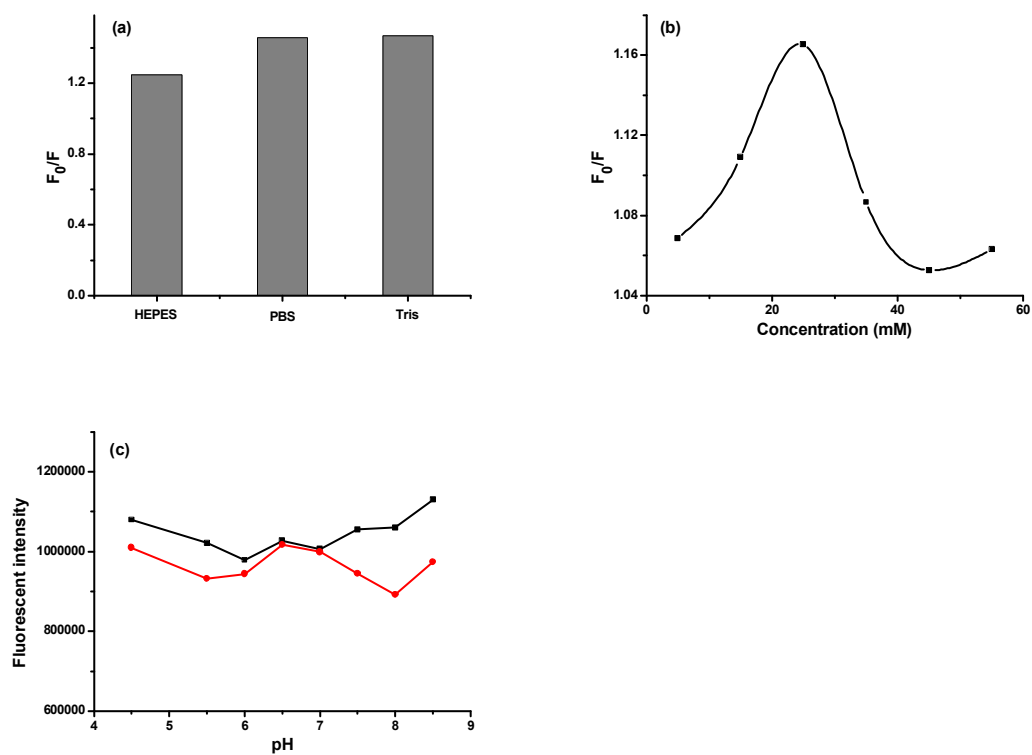 (a)
F0/F
1.2
0.8
0.4
0.0
HEPES PBS Tris
(b)
F0/F
1.16
1.12
1.08
1.04
0 20 40 60
Concentration (mM)
(c)
Fluorescent intensity
1200000
1000000
800000
600000
4 5 6 7 8 9
pH